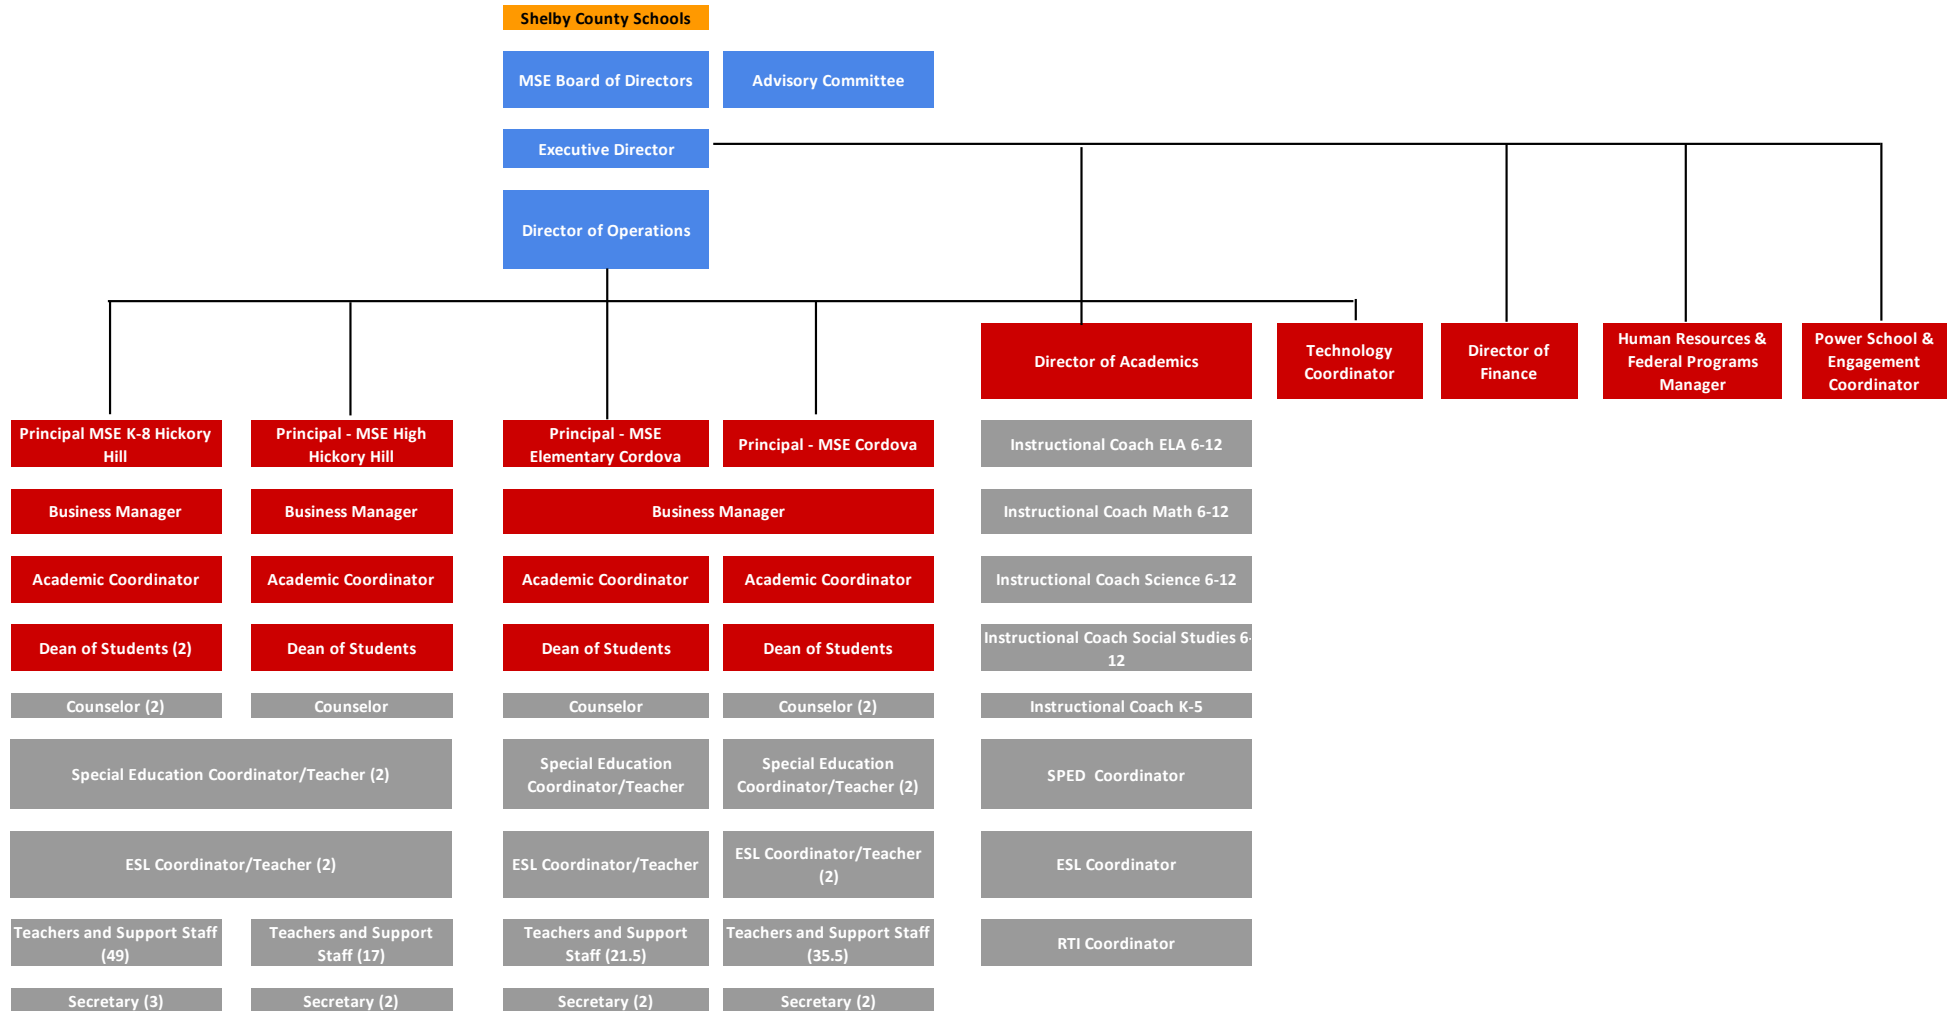 Shelby County Schools
MSE Board of Directors
Advisory Committee
Executive Director
Director of Operations
Director of Academics
Technology
Coordinator
Director of
Finance
Human Resources &
Federal Programs
Manager
Power School &
Engagement
Coordinator
Principal MSE K-8 Hickory
Hill
Principal - MSE High
Hickory Hill
Principal - MSE
Elementary Cordova
Principal - MSE Cordova
Instructional Coach ELA 6-12
Business Manager
Business Manager
Business Manager
Instructional Coach Math 6-12
Academic Coordinator
Academic Coordinator
Academic Coordinator
Academic Coordinator
Instructional Coach Science 6-12
Dean of Students (2)
Dean of Students
Dean of Students
Dean of Students
Instructional Coach Social Studies 6-
12
Counselor (2)
Counselor
Counselor
Counselor (2)
Instructional Coach K-5
Special Education Coordinator/Teacher (2)
Special Education
Coordinator/Teacher
Special Education
Coordinator/Teacher (2)
SPED  Coordinator
ESL Coordinator/Teacher (2)
ESL Coordinator/Teacher
ESL Coordinator/Teacher
(2)
ESL Coordinator
Teachers and Support Staff
(49)
Teachers and Support
Staff (17)
Teachers and Support
Staff (21.5)
Teachers and Support Staff
(35.5)
RTI Coordinator
Secretary (3)
Secretary (2)
Secretary (2)
Secretary (2)